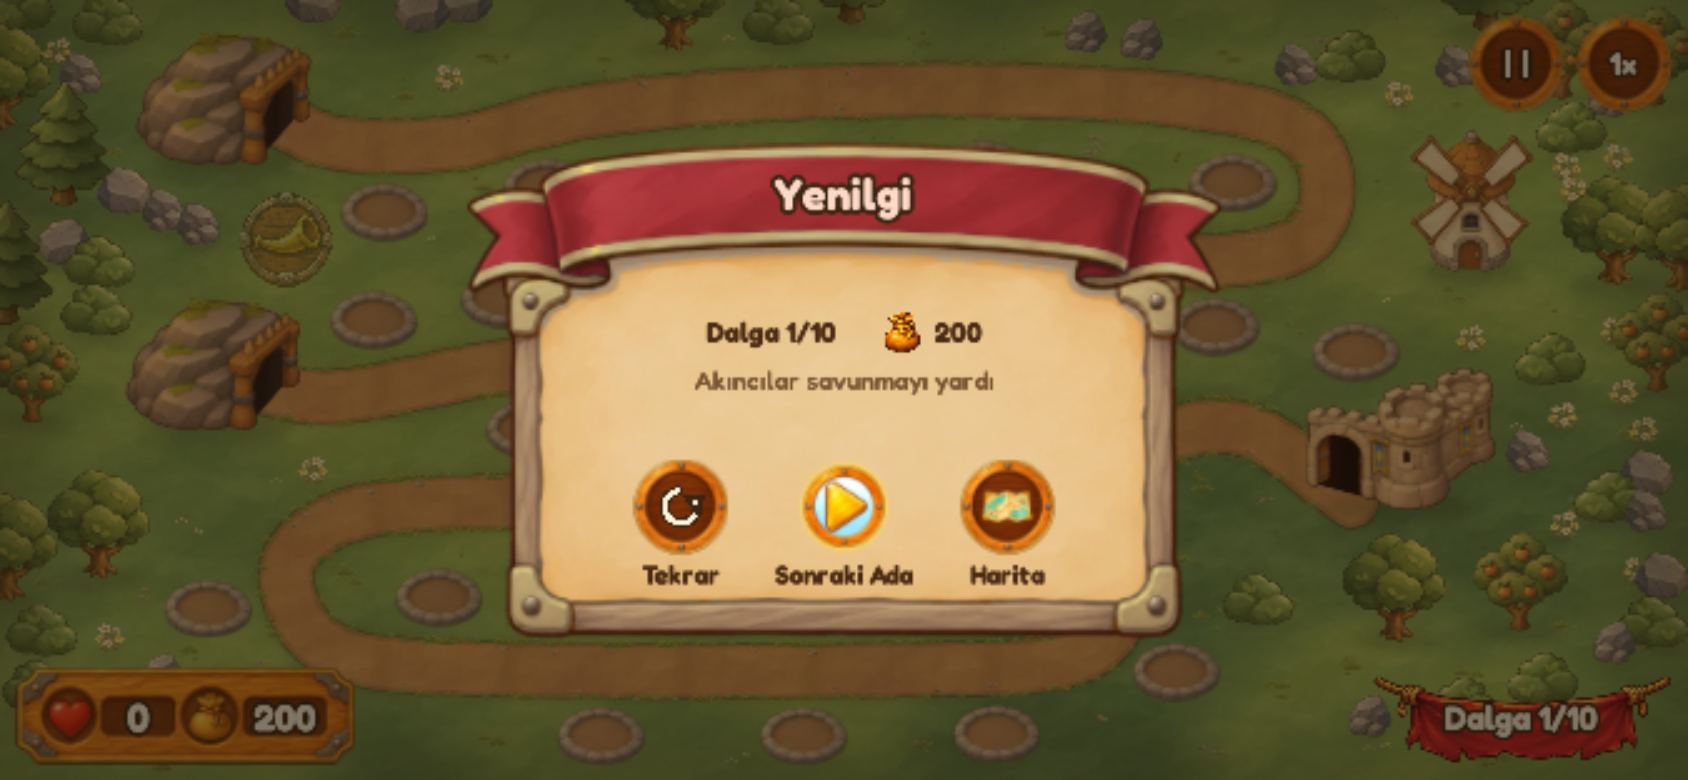 1x
Yenilgi
Dalga 1/10 200
Akıncılar savunmayı yardı
Tekrar Sonraki Ada Harita
0 200
Dalga 1/10